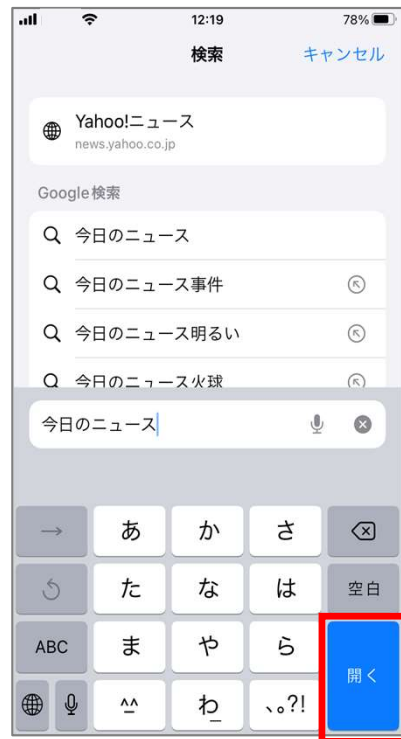 12:19
78%
検索
キャンセル
Yahoo!ニュース
news.yahoo.co.jp
Google検索
今日のニュース
今日のニュース事件
今日のニュース明るい
今日のニュース火球
今日のニュース
→ あ か さ
た な は 空白
ABC ま や ら 開く
^^ わ_ 、。?!